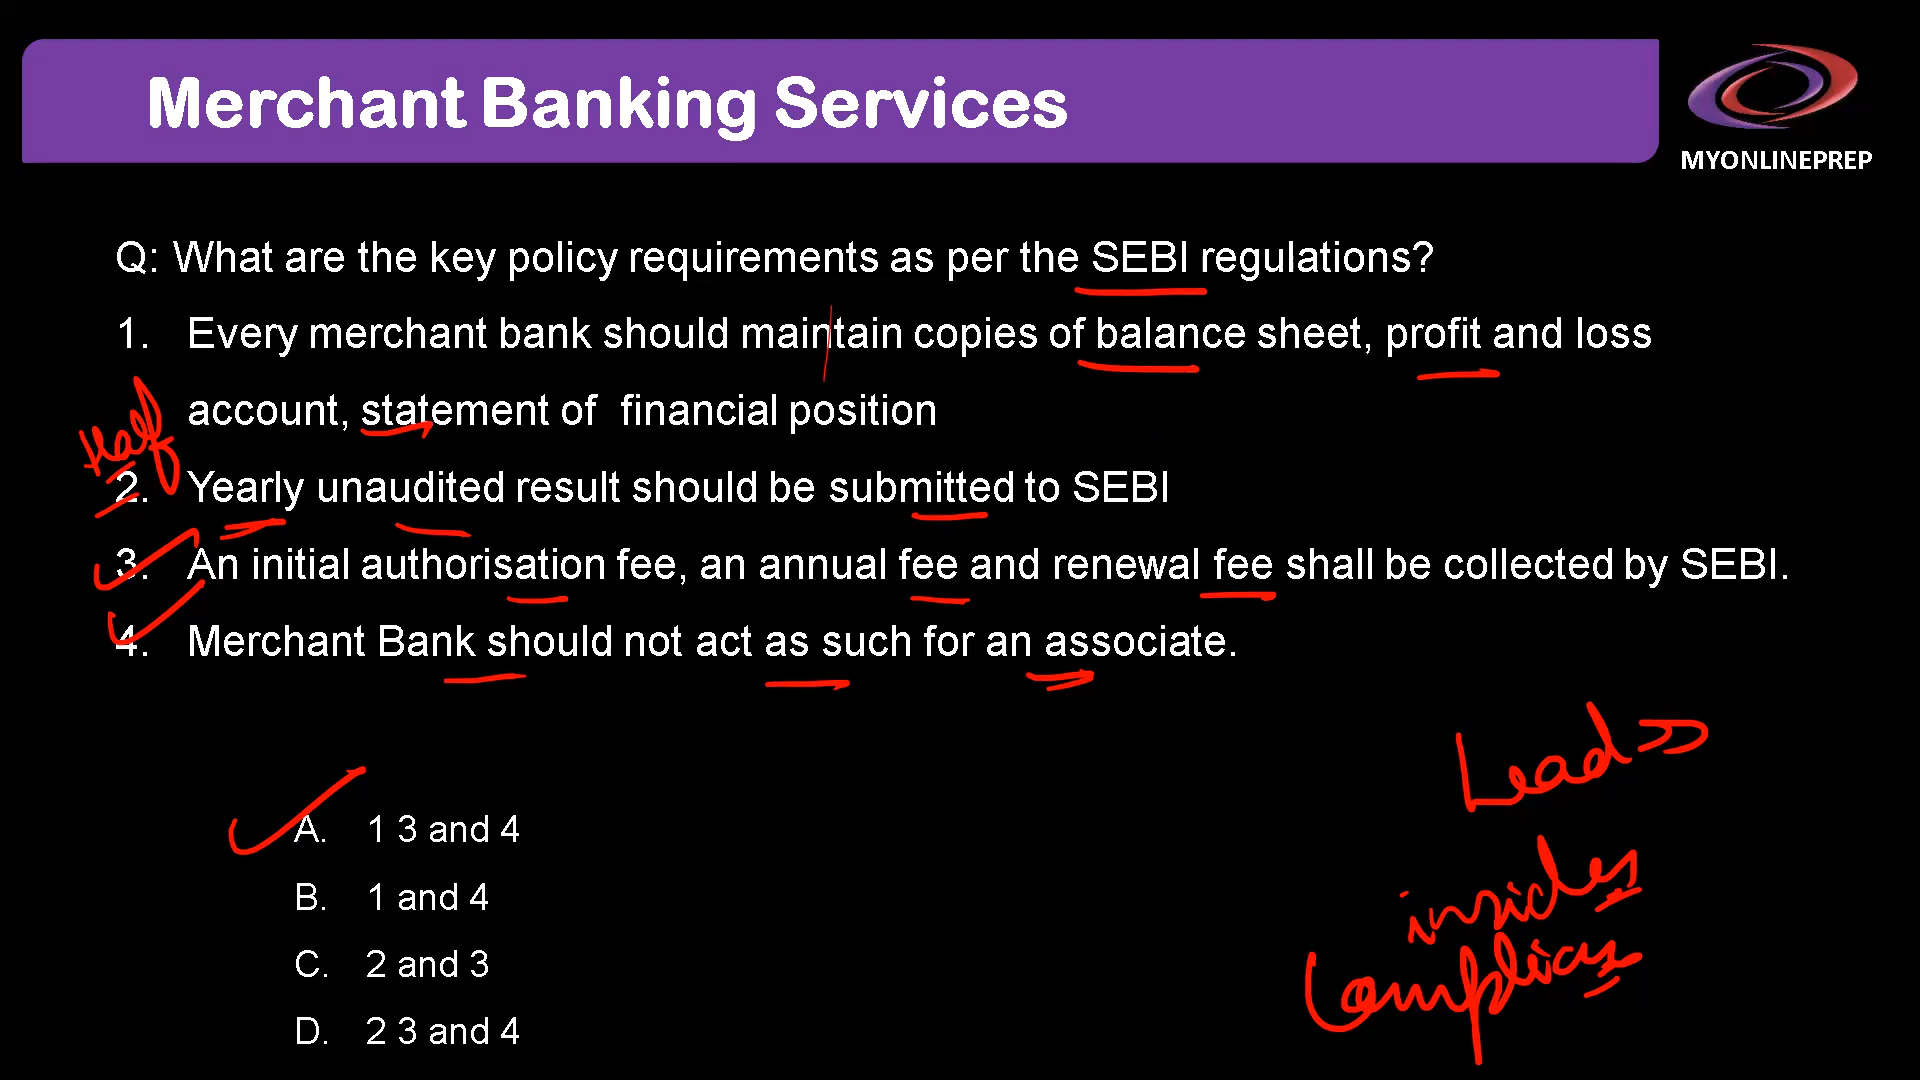 Merchant Banking Services
MYONLINEPREP
Q: What are the key policy requirements as per the SEBI regulations?
1. Every merchant bank should maintain copies of balance sheet, profit and loss
account, statement of financial position
Half
2. Yearly unaudited result should be submitted to SEBI
3. An initial authorisation fee, an annual fee and renewal fee shall be collected by SEBI.
4. Merchant Bank should not act as such for an associate.
Lead
A. 1 3 and 4
B. 1 and 4
C. 2 and 3
D. 2 3 and 4